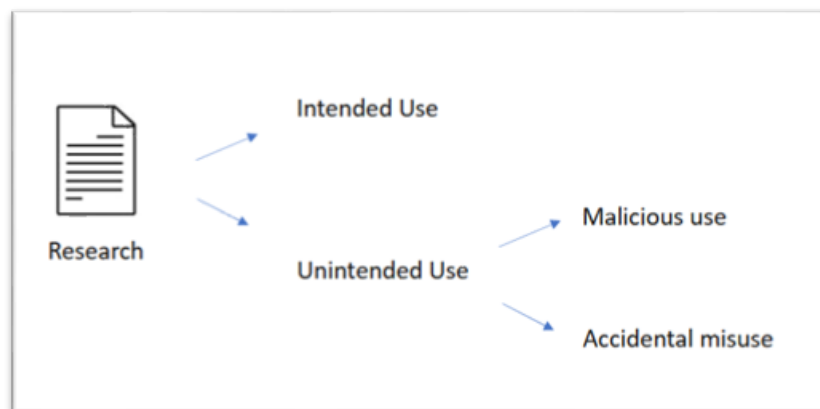 Intended Use
Research
Unintended Use
Malicious use
Accidental misuse